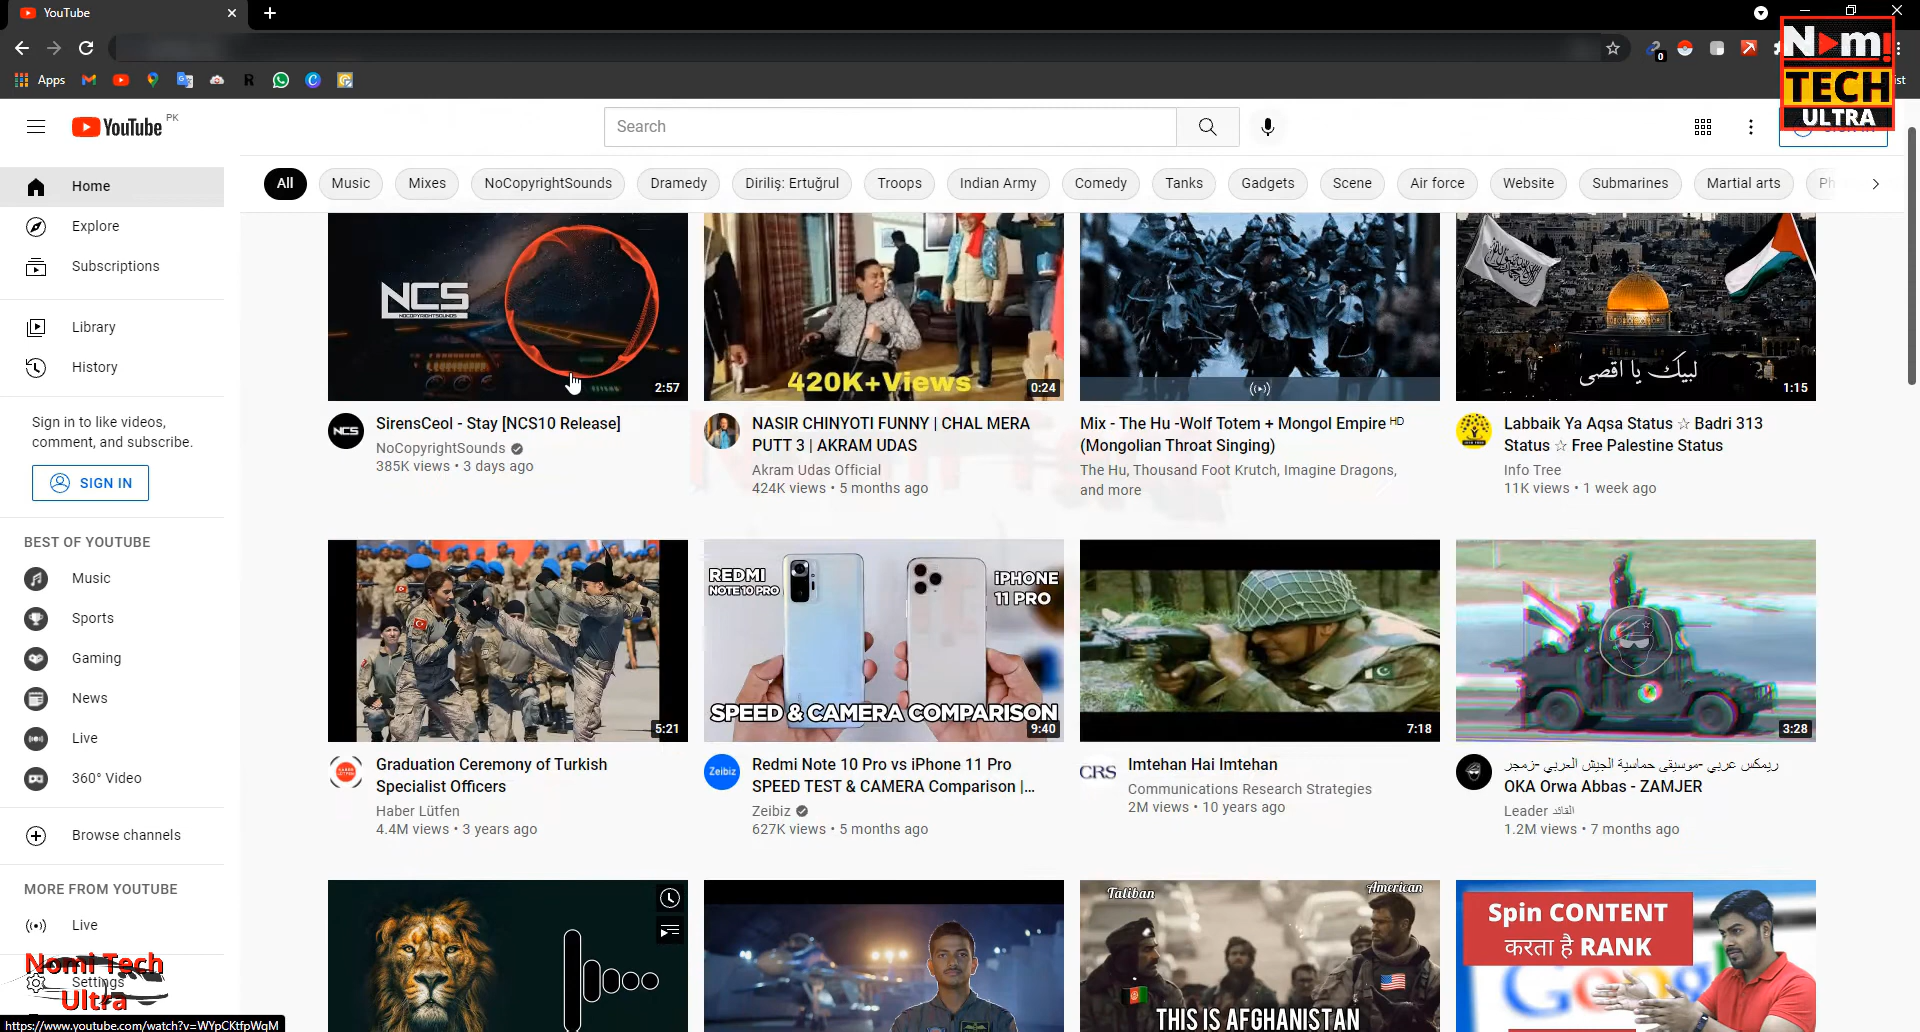 YouTube
Apps
0
YouTube PK
Search
Nomi
TECH
ULTRA
Home
Explore
Subscriptions
Library
History
Sign in to like videos,
comment, and subscribe.
SIGN IN
BEST OF YOUTUBE
Music
Sports
Gaming
News
Live
360° Video
Browse channels
MORE FROM YOUTUBE
Live
Settings
Nomi Tech
Ultra
https://www.youtube.com/watch?v=WYpCKtfpWqM
All
Music
Mixes
NoCopyrightSounds
Dramedy
Diriliş: Ertuğrul
Troops
Indian Army
Comedy
Tanks
Gadgets
Scene
Air force
Website
Submarines
Martial arts
NCS
NOCOPYRIGHTSOUNDS
2:57
NCS
SirensCeol - Stay [NCS10 Release]
NoCopyrightSounds
385K views • 3 days ago
420K+Views
0:24
NASIR CHINYOTI FUNNY | CHAL MERA
PUTT 3 | AKRAM UDAS
Akram Udas Official
424K views • 5 months ago
Mix - The Hu -Wolf Totem + Mongol Empire ᴴᴰ
(Mongolian Throat Singing)
The Hu, Thousand Foot Krutch, Imagine Dragons,
and more
لبيك يا اقصى
1:15
Labbaik Ya Aqsa Status ☆ Badri 313
Status ☆ Free Palestine Status
Info Tree
11K views • 1 week ago
5:21
Graduation Ceremony of Turkish
Specialist Officers
Haber Lütfen
4.4M views • 3 years ago
REDMI
NOTE 10 PRO
iPHONE
11 PRO
SPEED & CAMERA COMPARISON
9:40
Zeibiz
Redmi Note 10 Pro vs iPhone 11 Pro
SPEED TEST & CAMERA Comparison |...
Zeibiz
627K views • 5 months ago
7:18
CRS
Imtehan Hai Imtehan
Communications Research Strategies
2M views • 10 years ago
3:28
ريمكس عربي -موسيقى حماسية الجيش العربي -زمجر
OKA Orwa Abbas - ZAMJER
Leader القائد
1.2M views • 7 months ago
Taliban
American
THIS IS AFGHANISTAN
Spin CONTENT
करता है RANK